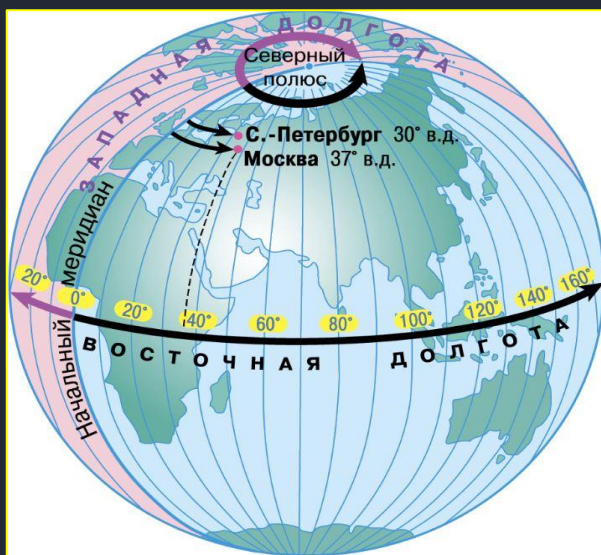 ЗАПАДНАЯ ДОЛГОТА
Северный
полюс
С.-Петербург 30° в.д.
Москва 37° в.д.
Начальный меридиан
20° 0° 20° 40° 60° 80° 100° 120° 140° 160°
ВОСТОЧНАЯ ДОЛГОТА